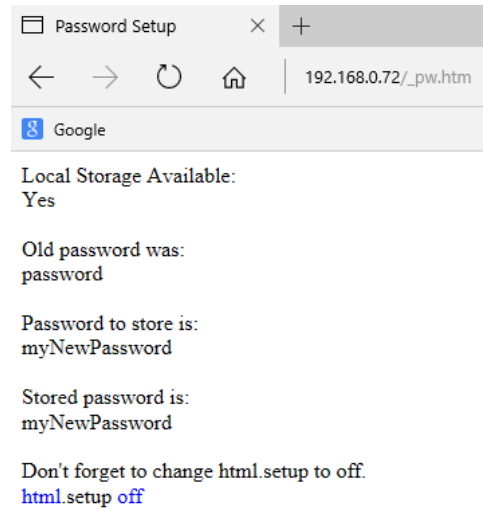 Password Setup
192.168.0.72/_pw.htm
Google
Local Storage Available:
Yes
Old password was:
password
Password to store is:
myNewPassword
Stored password is:
myNewPassword
Don't forget to change html.setup to off.
html.setup off